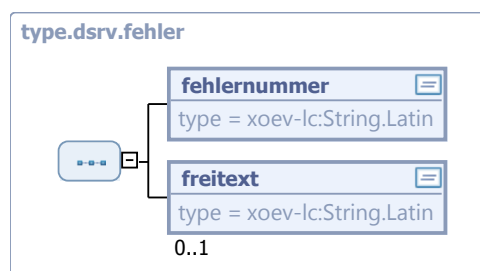 type.dsrv.fehler
fehlernummer
type = xoev-lc:String.Latin
freitext
type = xoev-lc:String.Latin
0..1